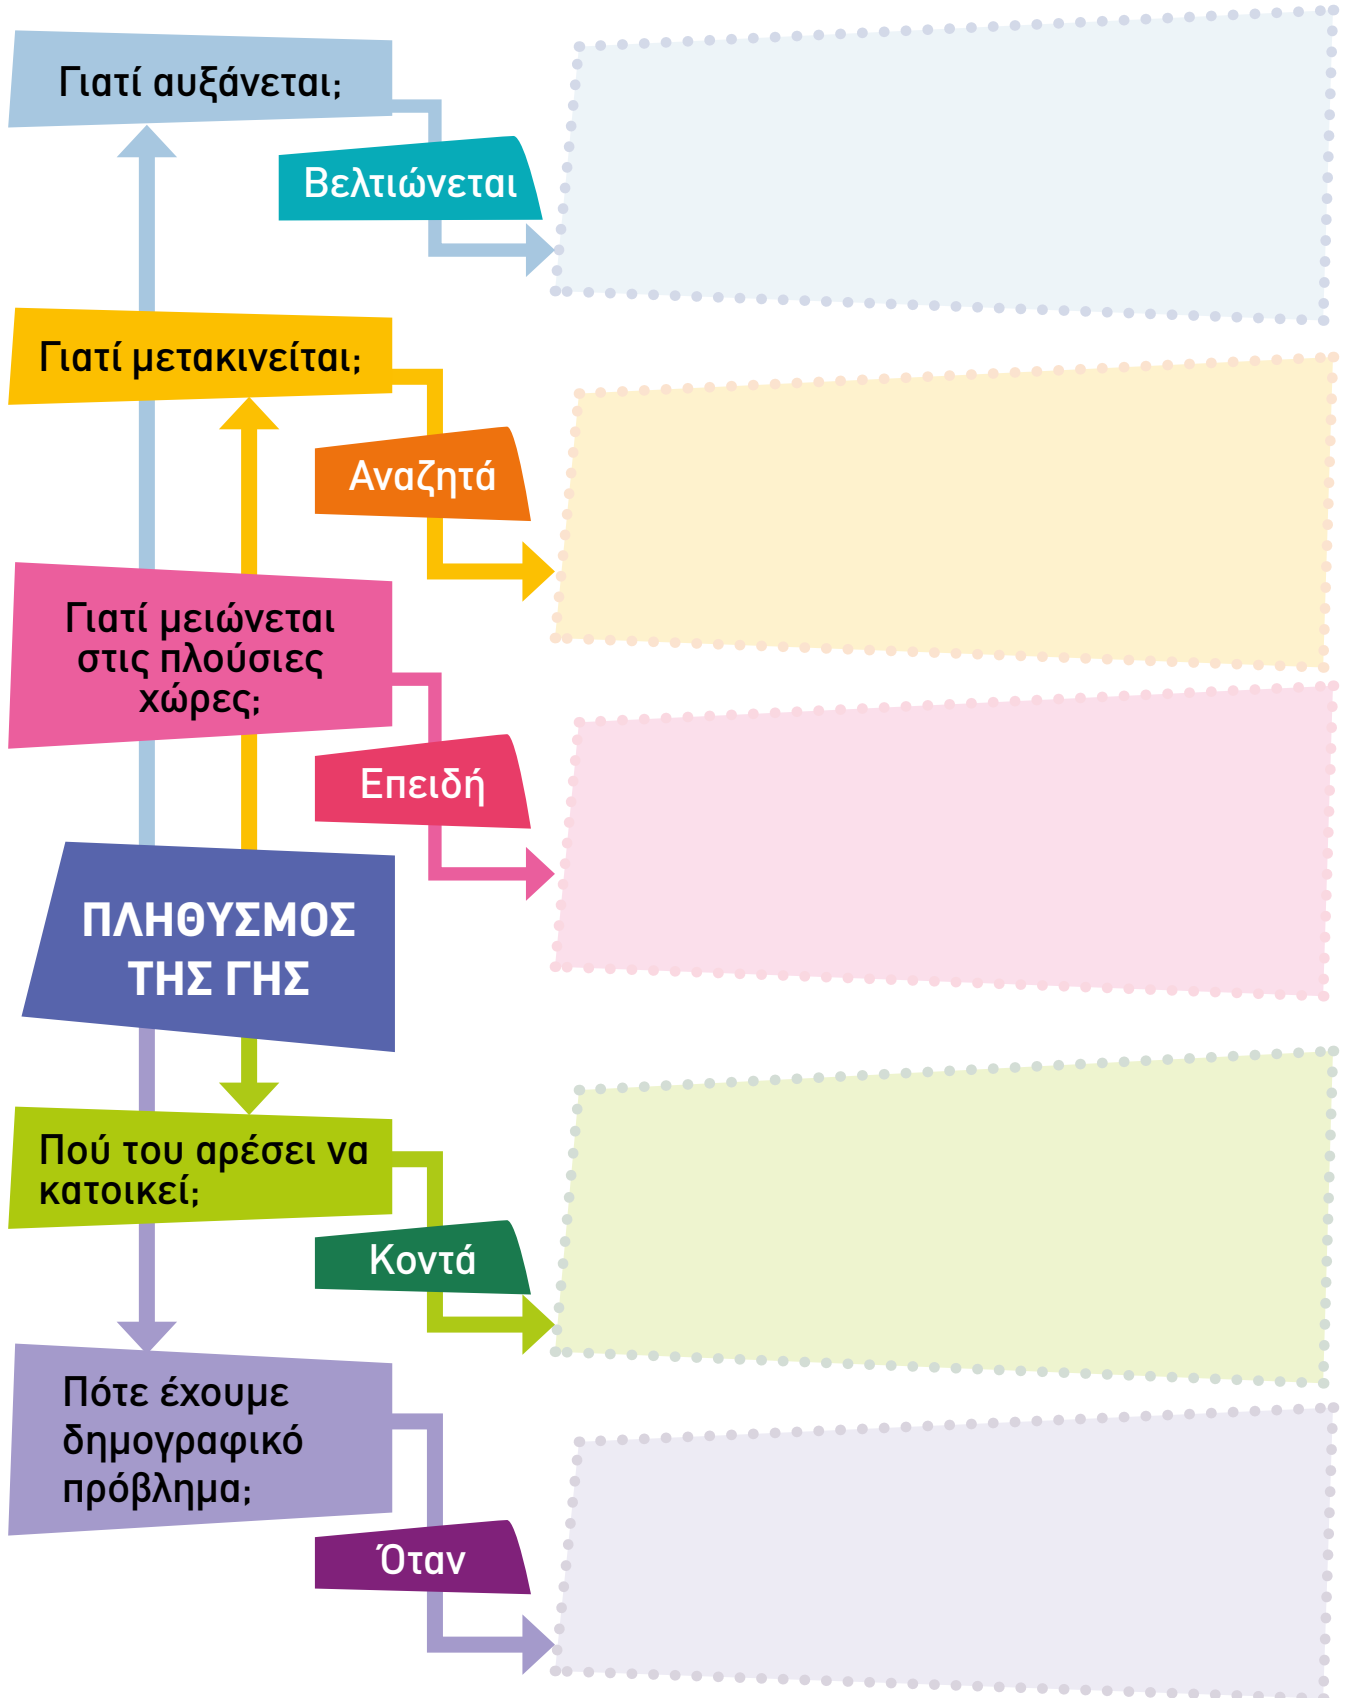 Γιατί αυξάνεται;
Βελτιώνεται
Γιατί μετακινείται;
Αναζητά
Γιατί μειώνεται
στις πλούσιες
χώρες;
Επειδή
ΠΛΗΘΥΣΜΟΣ
ΤΗΣ ΓΗΣ
Πού του αρέσει να
κατοικεί;
Κοντά
Πότε έχουμε
δημογραφικό
πρόβλημα;
Όταν